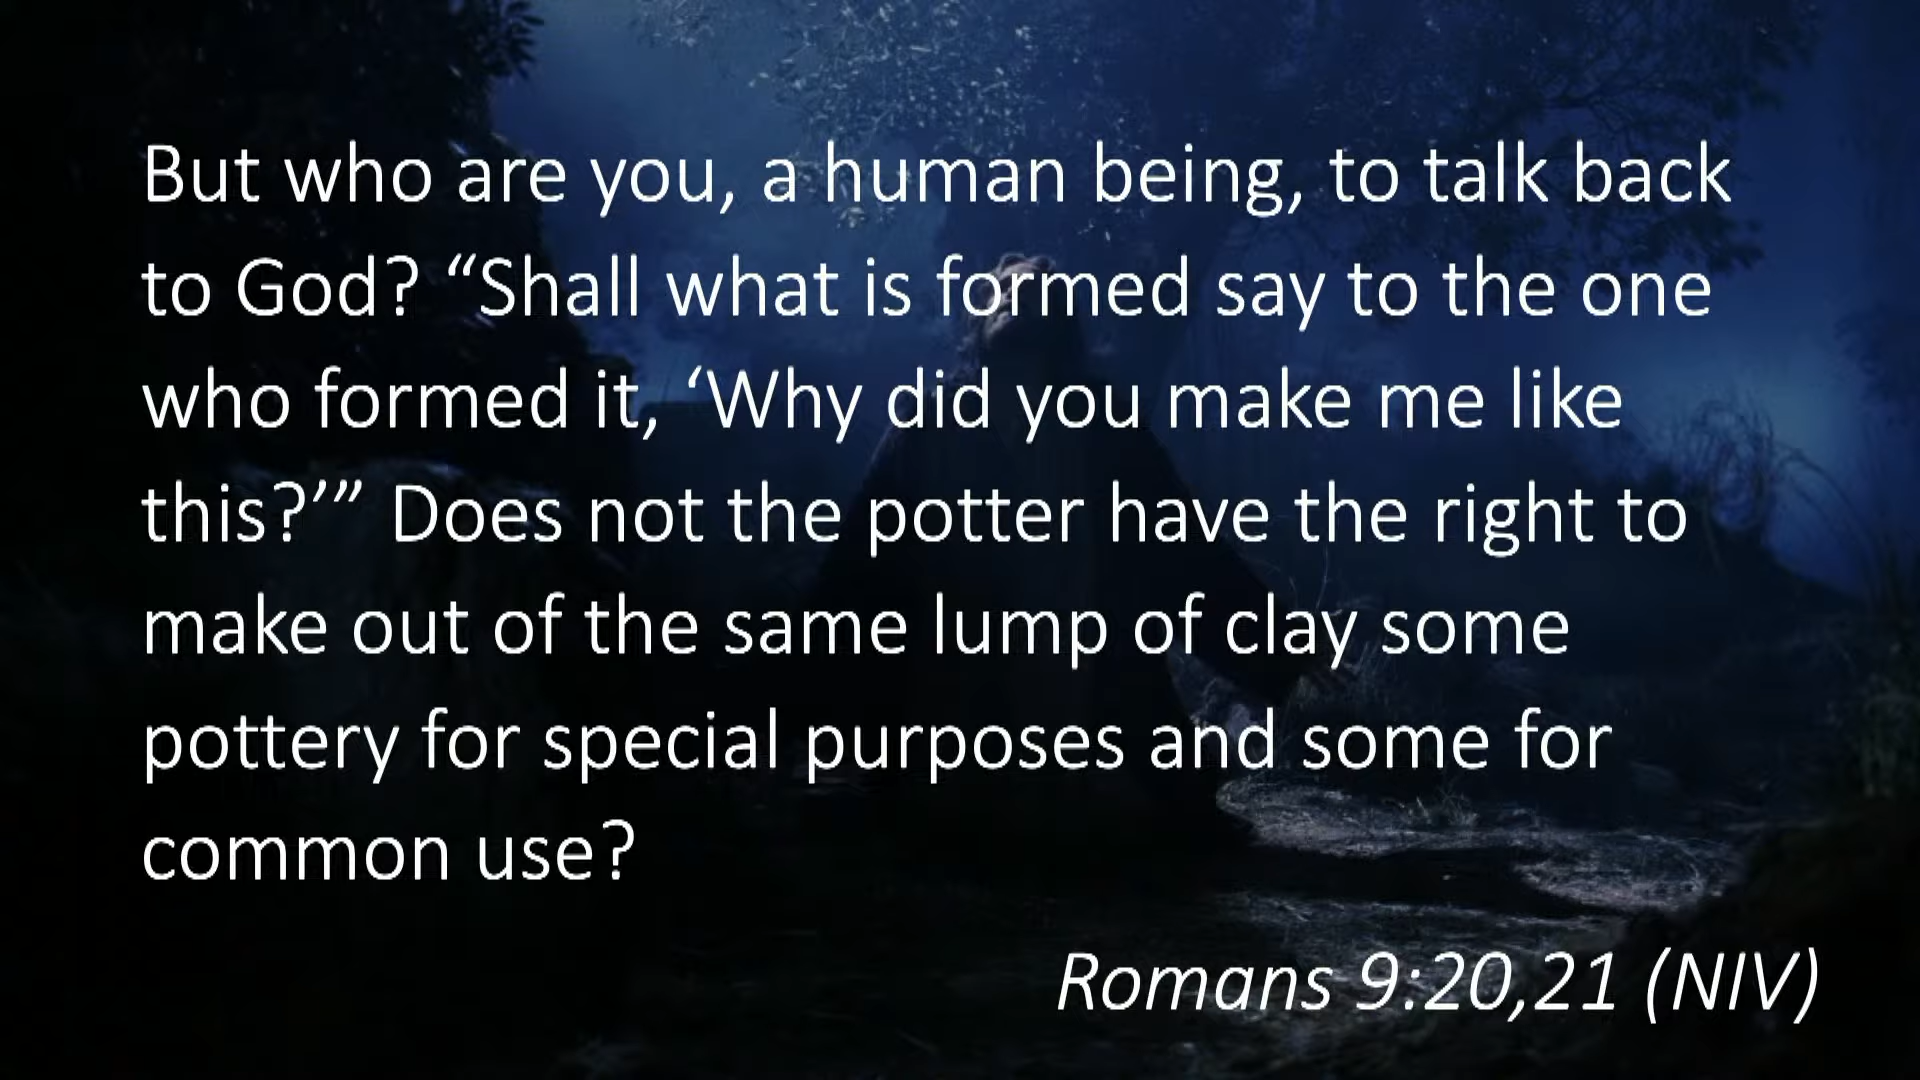 But who are you, a human being, to talk back
to God? “Shall what is formed say to the one
who formed it, ‘Why did you make me like
this?’” Does not the potter have the right to
make out of the same lump of clay some
pottery for special purposes and some for
common use?
Romans 9:20,21 (NIV)